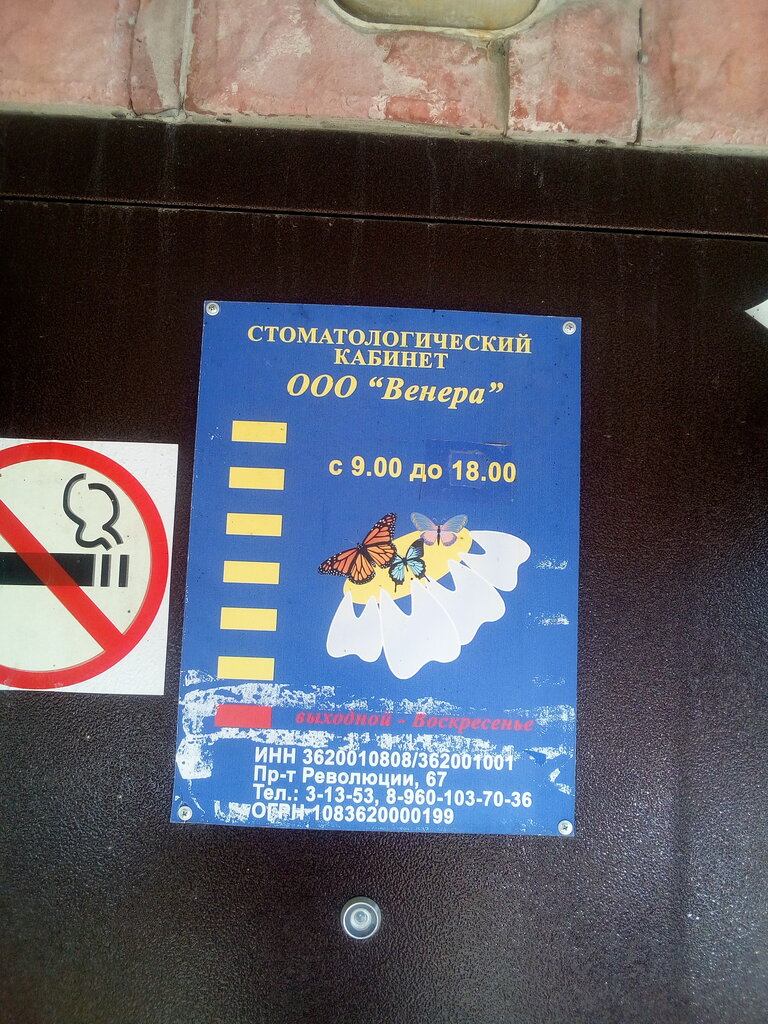 СТОМАТОЛОГИЧЕСКИЙ
КАБИНЕТ
ООО “Венера”
с 9.00 до 18.00
выходной - Воскресенье
ИНН 3620010808/362001001
Пр-т Революции, 67
Тел.: 3-13-53, 8-960-103-70-36
ОГРН 1083620000199